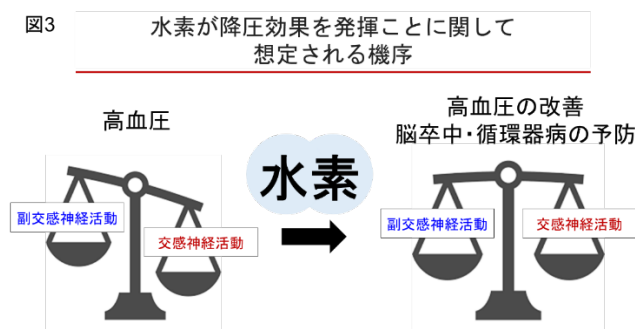 図3
水素が降圧効果を発揮ことに関して
想定される機序
高血圧
高血圧の改善
脳卒中・循環器病の予防
副交感神経活動
交感神経活動
水素
副交感神経活動
交感神経活動